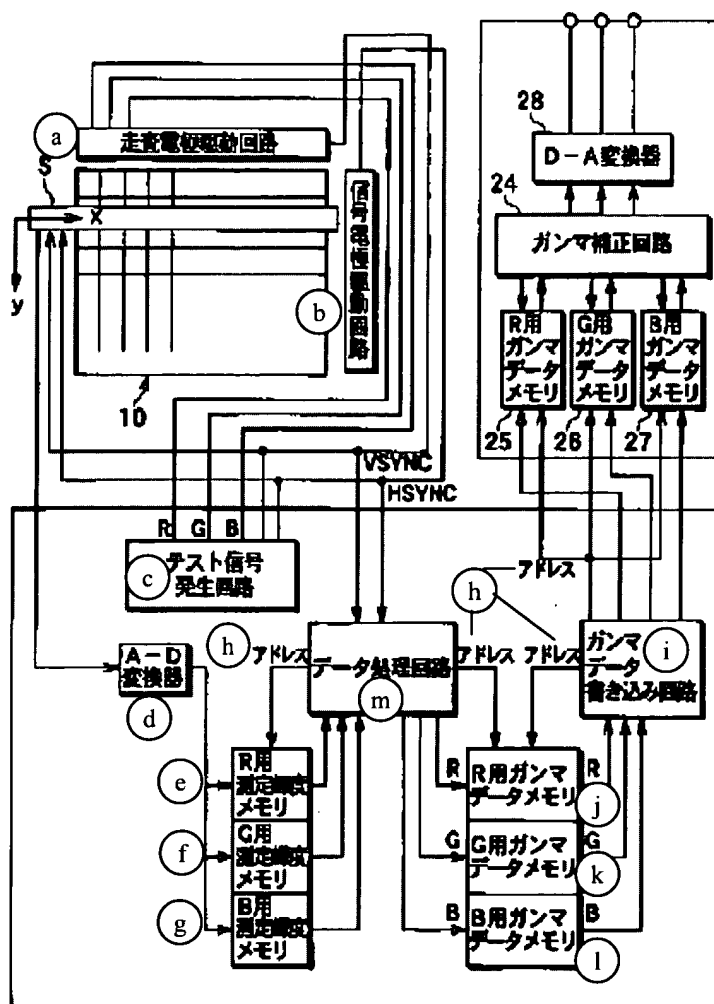 a
走査電極駆動回路
S
x
y
b
信号電極駆動回路
10
28
D-A変換器
24
ガンマ補正回路
R用
ガンマ
データ
メモリ
G用
ガンマ
データ
メモリ
B用
ガンマ
データ
メモリ
25
26
27
VSYNC
HSYNC
R
G
B
c
テスト信号
発生回路
h
アドレス
h
アドレス
データ処理回路
m
アドレス
アドレス
ガンマ
データ
書き込み回路
i
A-D
変換器
d
e
R用
測定輝度
メモリ
f
G用
測定輝度
メモリ
g
B用
測定輝度
メモリ
R
R用ガンマ
データメモリ
R
j
G
G用ガンマ
データメモリ
G
k
B
B用ガンマ
データメモリ
B
l